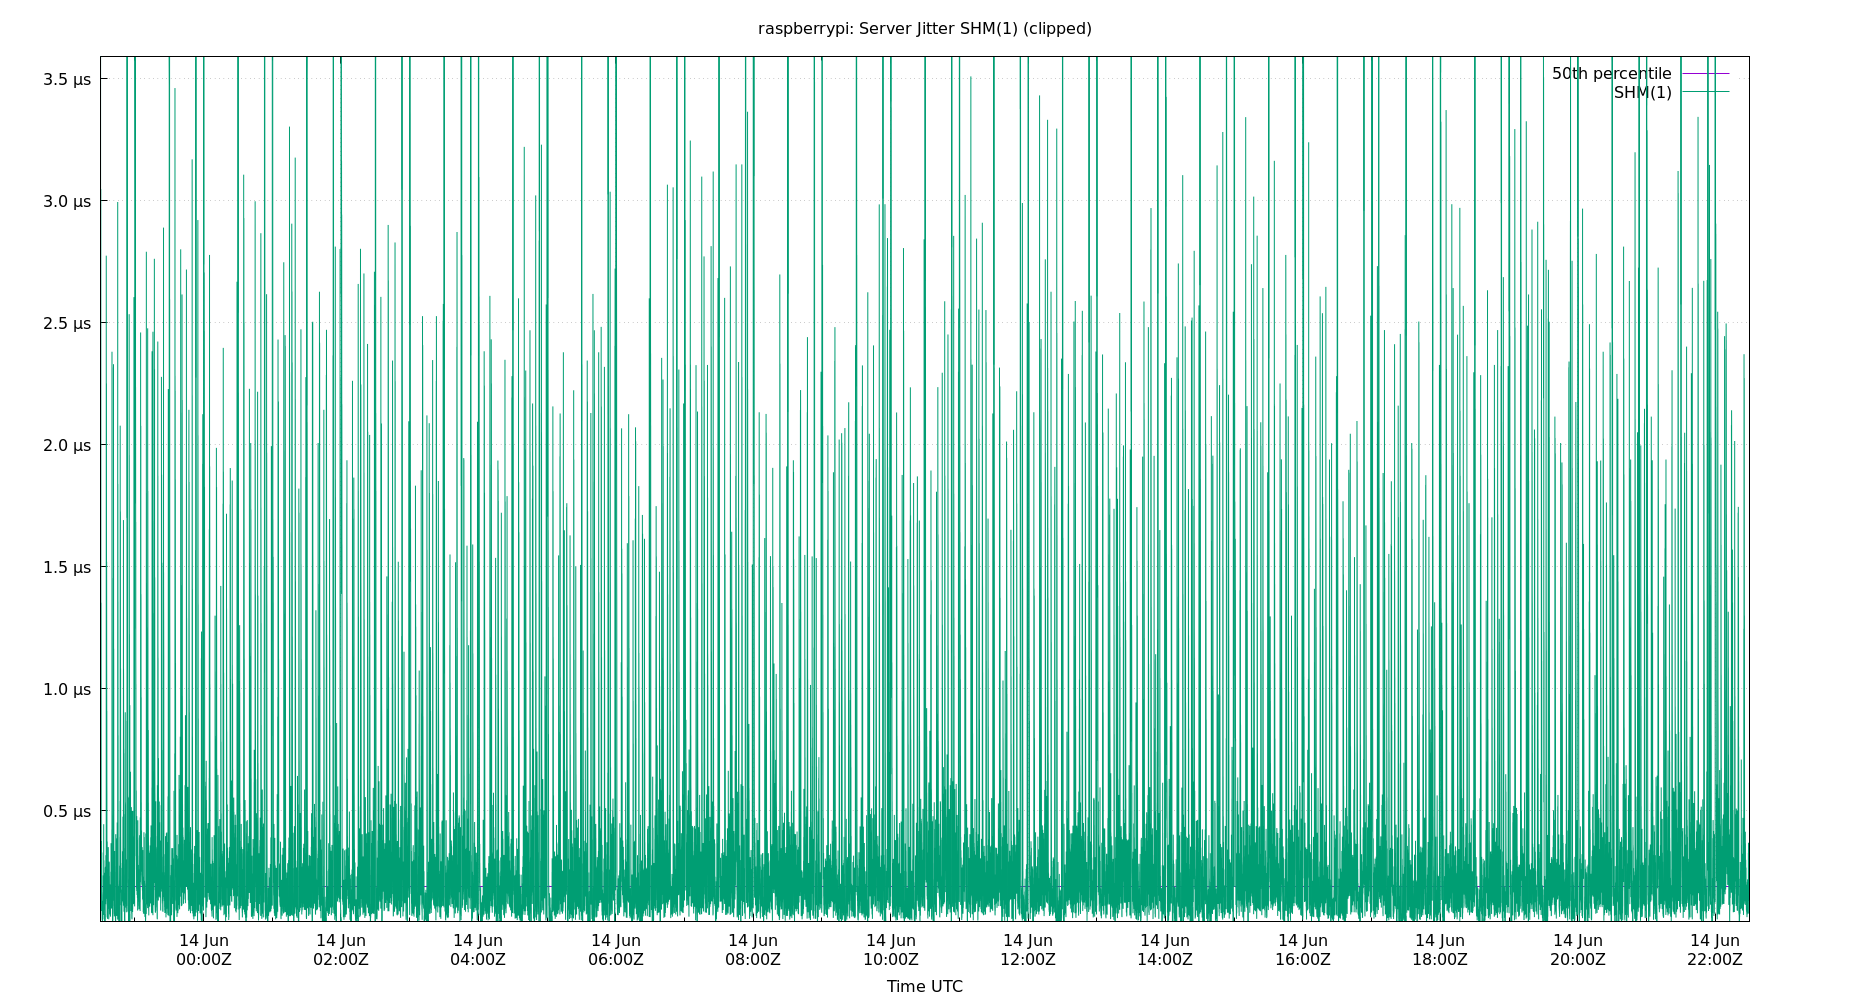 raspberrypi: Server Jitter SHM(1) (clipped)
50th percentile
SHM(1)
3.5 µs
3.0 µs
2.5 µs
2.0 µs
1.5 µs
1.0 µs
0.5 µs
14 Jun 14 Jun 14 Jun 14 Jun 14 Jun 14 Jun 14 Jun 14 Jun 14 Jun 14 Jun 14 Jun 14 Jun
00:00Z 02:00Z 04:00Z 06:00Z 08:00Z 10:00Z 12:00Z 14:00Z 16:00Z 18:00Z 20:00Z 22:00Z
Time UTC